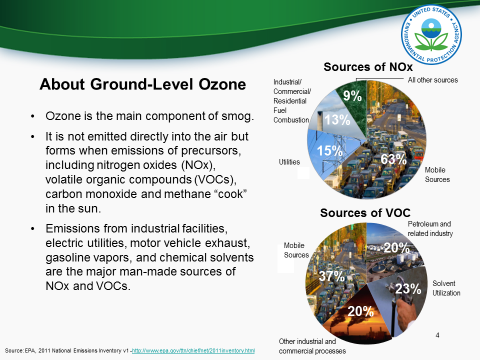 UNITED STATES
ENVIRONMENTAL PROTECTION AGENCY
About Ground-Level Ozone
• Ozone is the main component of smog.
• It is not emitted directly into the air but
forms when emissions of precursors,
including nitrogen oxides (NOx),
volatile organic compounds (VOCs),
carbon monoxide and methane “cook”
in the sun.
• Emissions from industrial facilities,
electric utilities, motor vehicle exhaust,
gasoline vapors, and chemical solvents
are the major man-made sources of
NOx and VOCs.
Sources of NOx
Industrial/
Commercial/
Residential
Fuel
Combustion
All other sources
9%
13%
15%
63%
Utilities
Mobile
Sources
Sources of VOC
Petroleum and
related industry
Mobile
Sources
20%
37%
23%
20%
Solvent
Utilization
Other industrial and
commercial processes
4
Source: EPA, 2011 National Emissions Inventory v1 -http://www.epa.gov/ttn/chief/net/2011inventory.html